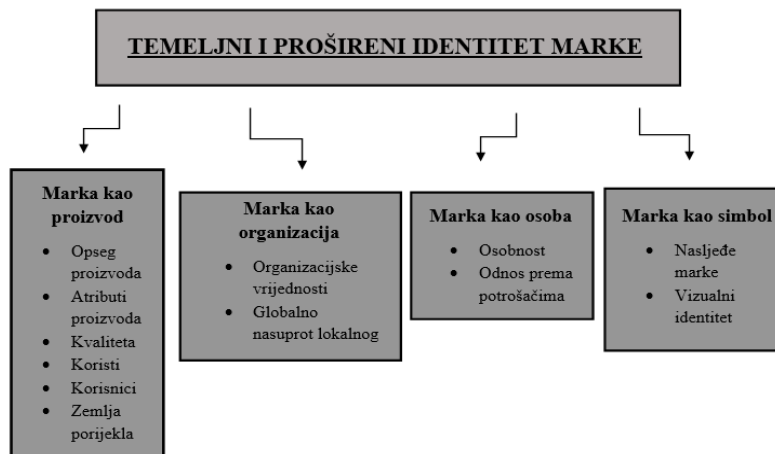 TEMELJNI I PROŠIRENI IDENTITET MARKE
Marka kao
proizvod
• Opseg
proizvoda
• Atributi
proizvoda
• Kvaliteta
• Koristi
• Korisnici
• Zemlja
porijekla
Marka kao
organizacija
• Organizacijske
vrijednosti
• Globalno
nasuprot lokalnog
Marka kao osoba
• Osobnost
• Odnos prema
potrošačima
Marka kao simbol
• Nasljeđe
marke
• Vizualni
identitet